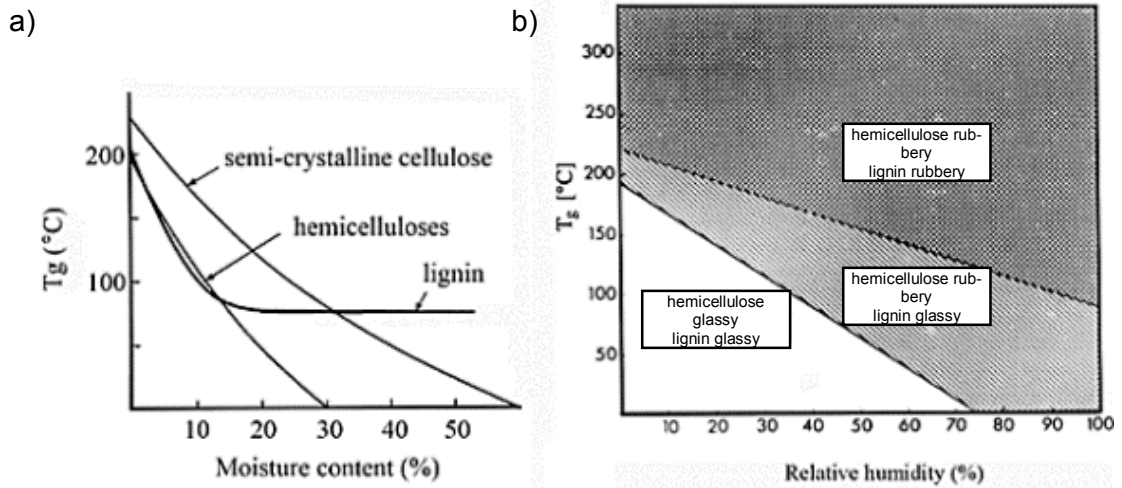 a)
200
100
Tg (°C)
semi-crystalline cellulose
hemicelluloses
lignin
10 20 30 40 50
Moisture content (%)
b)
300
250
200
150
100
50
Tg [°C]
hemicellulose rub-
bery
lignin rubbery
hemicellulose rub-
bery
lignin glassy
hemicellulose
glassy
lignin glassy
10 20 30 40 50 60 70 80 90 100
Relative humidity (%)